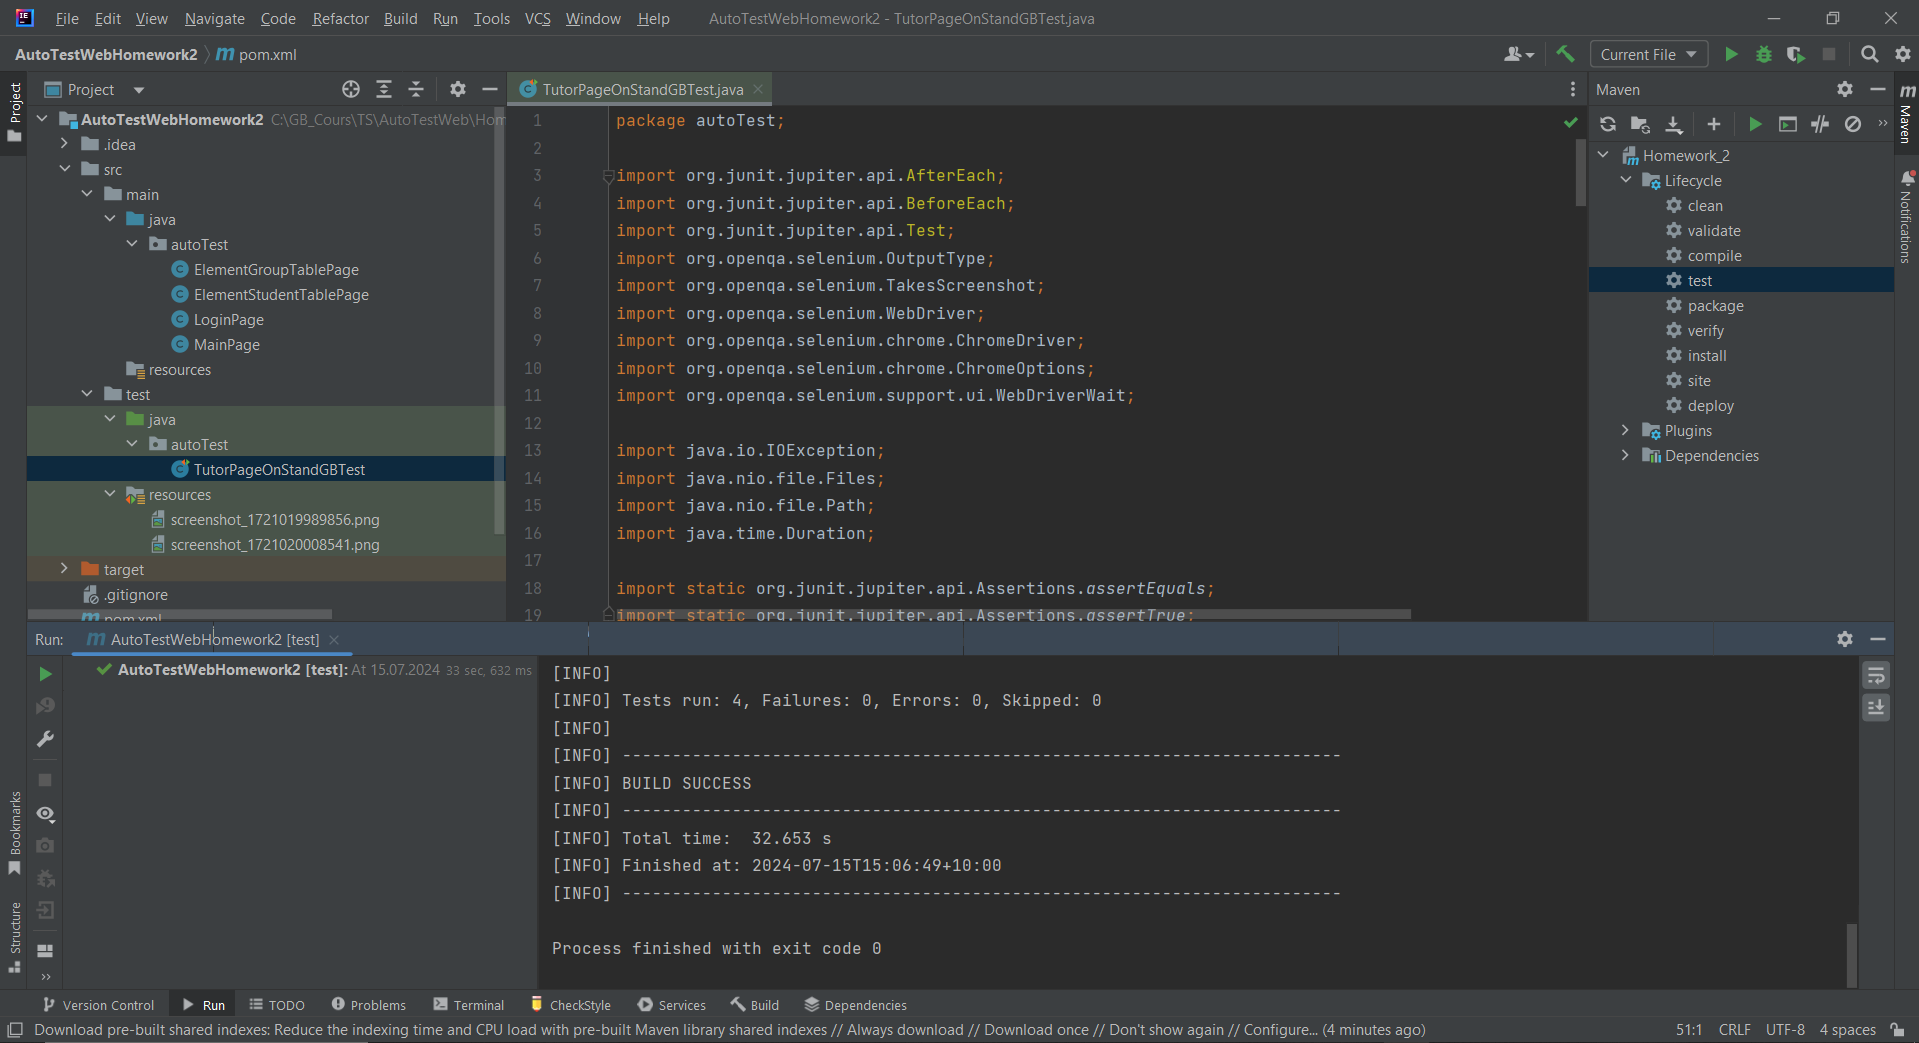 File Edit View Navigate Code Refactor Build Run Tools VCS Window Help AutoTestWebHomework2 - TutorPageOnStandGBTest.java
AutoTestWebHomework2 pom.xml Current File
Project
Project
AutoTestWebHomework2 C:\GB_Cours\TS\AutoTestWeb\Hom
.idea
src
main
java
autoTest
ElementGroupTablePage
ElementStudentTablePage
LoginPage
MainPage
resources
test
java
autoTest
TutorPageOnStandGBTest
resources
screenshot_1721019989856.png
screenshot_1721020008541.png
target
.gitignore
pom.xml
TutorPageOnStandGBTest.java
1 package autoTest;
2
3 import org.junit.jupiter.api.AfterEach;
4 import org.junit.jupiter.api.BeforeEach;
5 import org.junit.jupiter.api.Test;
6 import org.openqa.selenium.OutputType;
7 import org.openqa.selenium.TakesScreenshot;
8 import org.openqa.selenium.WebDriver;
9 import org.openqa.selenium.chrome.ChromeDriver;
10 import org.openqa.selenium.chrome.ChromeOptions;
11 import org.openqa.selenium.support.ui.WebDriverWait;
12
13 import java.io.IOException;
14 import java.nio.file.Files;
15 import java.nio.file.Path;
16 import java.time.Duration;
17
18 import static org.junit.jupiter.api.Assertions.assertEquals;
19 import static org.junit.jupiter.api.Assertions.assertTrue;
Maven
Homework_2
Lifecycle
clean
validate
compile
test
package
verify
install
site
deploy
Plugins
Dependencies
Maven
Notifications
Run: AutoTestWebHomework2 [test]
AutoTestWebHomework2 [test]: At 15.07.2024 33 sec, 632 ms
[INFO]
[INFO] Tests run: 4, Failures: 0, Errors: 0, Skipped: 0
[INFO]
[INFO] ------------------------------------------------------------------------
[INFO] BUILD SUCCESS
[INFO] ------------------------------------------------------------------------
[INFO] Total time:  32.653 s
[INFO] Finished at: 2024-07-15T15:06:49+10:00
[INFO] ------------------------------------------------------------------------
Process finished with exit code 0
Bookmarks
Structure
Version Control Run TODO Problems Terminal CheckStyle Services Build Dependencies
Download pre-built shared indexes: Reduce the indexing time and CPU load with pre-built Maven library shared indexes // Always download // Download once // Don't show again // Configure... (4 minutes ago) 51:1 CRLF UTF-8 4 spaces